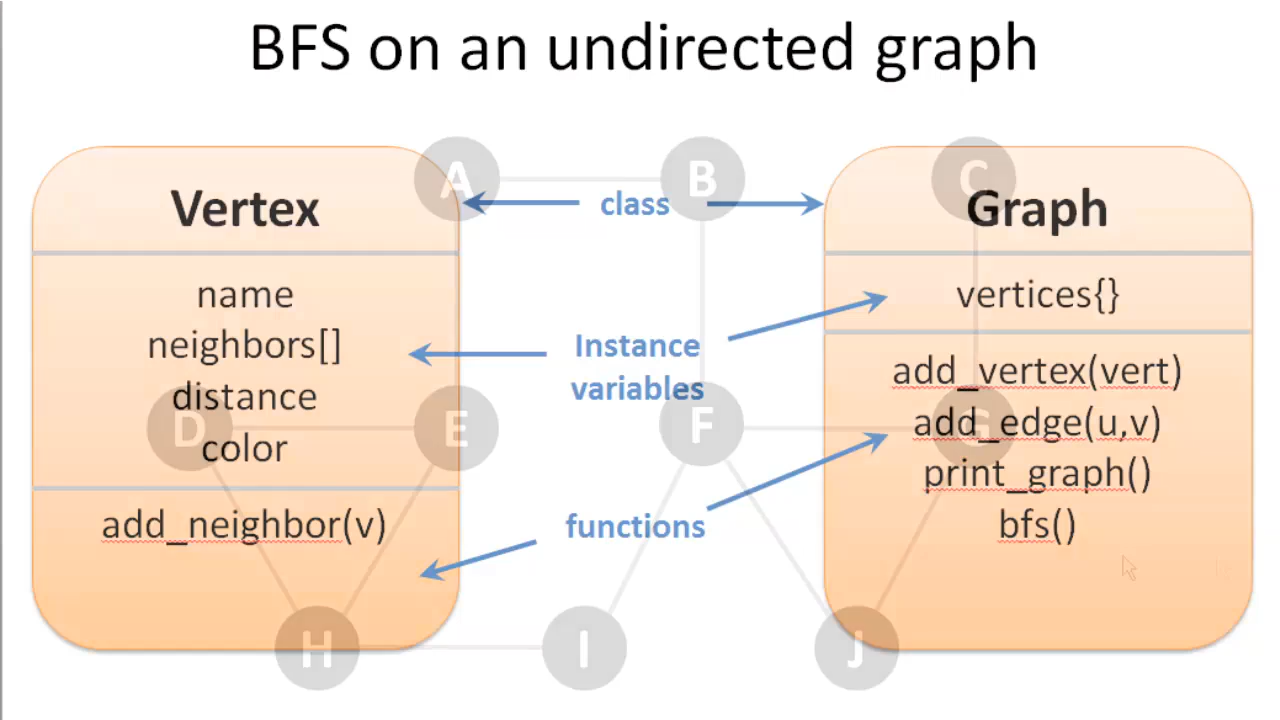 BFS on an undirected graph
A
B
C
Vertex
class
Graph
name
neighbors[]
distance
color
Instance
variables
vertices{}
add_vertex(vert)
add_edge(u,v)
print_graph()
bfs()
D
E
F
G
add_neighbor(v)
functions
H
I
J